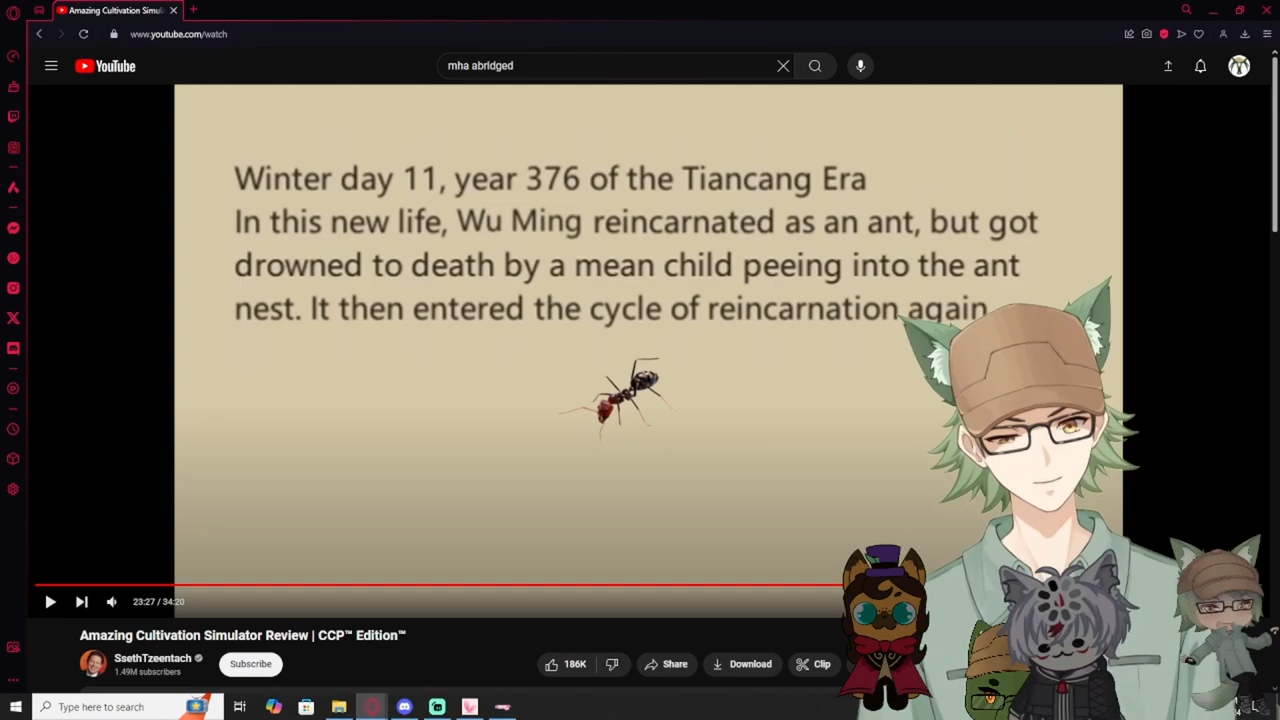 Amazing Cultivation Simul
www.youtube.com/watch
YouTube
mha abridged
Winter day 11, year 376 of the Tiancang Era
In this new life, Wu Ming reincarnated as an ant, but got
drowned to death by a mean child peeing into the ant
nest. It then entered the cycle of reincarnation again
23:27 / 34:20
Amazing Cultivation Simulator Review | CCP™ Edition™
SsethTzeentach
1.49M subscribers
Subscribe
186K
Share
Download
Clip
Type here to search